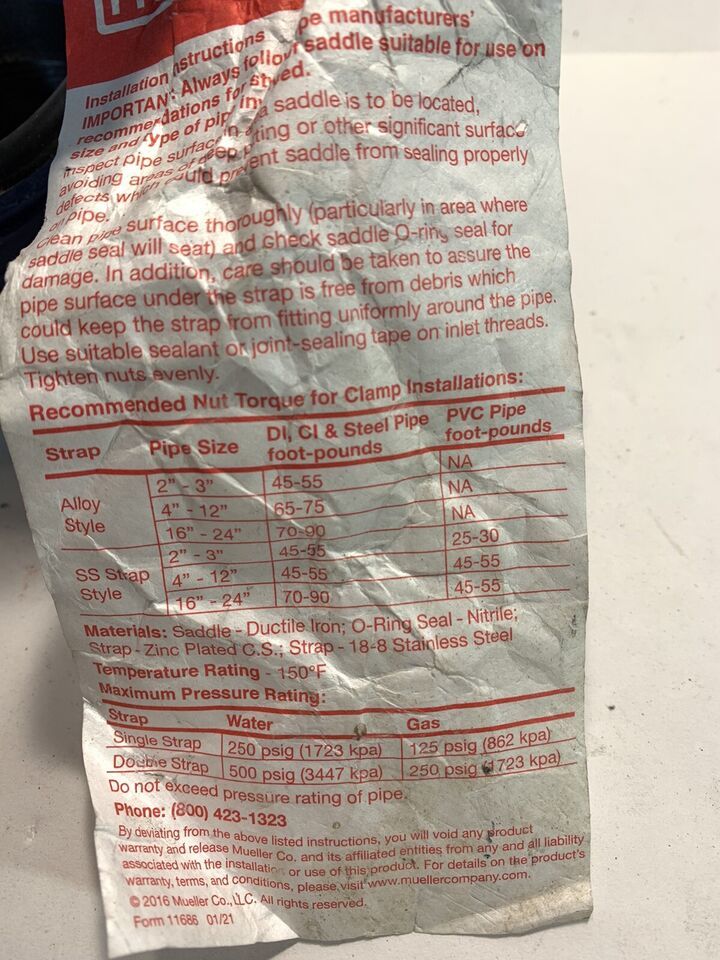 Installation Instructions
IMPORTANT: Always follow pe manufacturers'
recommendations for saddle suitable for use on
size and type of pipe
Inspect pipe surface in a saddle is to be located,
avoiding areas of deep pitting or other significant surface
defects which could prevent saddle from sealing properly
on pipe.
Clean pipe surface thoroughly (particularly in area where
saddle seal will seat) and check saddle O-ring seal for
damage. In addition, care should be taken to assure the
pipe surface under the strap is free from debris which
could keep the strap from fitting uniformly around the pipe.
Use suitable sealant or joint-sealing tape on inlet threads.
Tighten nuts evenly.
Recommended Nut Torque for Clamp Installations:
Strap Pipe Size DI, CI & Steel Pipe foot-pounds PVC Pipe foot-pounds
Alloy Style 2" - 3" 45-55 NA
4" - 12" 65-75 NA
16" - 24" 70-90 NA
SS Strap Style 2" - 3" 45-55 25-30
4" - 12" 45-55 45-55
16" - 24" 70-90 45-55
Materials: Saddle - Ductile Iron; O-Ring Seal - Nitrile;
Strap - Zinc Plated C.S.; Strap - 18-8 Stainless Steel
Temperature Rating - 150°F
Maximum Pressure Rating:
Strap Water Gas
Single Strap 250 psig (1723 kpa) 125 psig (862 kpa)
Double Strap 500 psig (3447 kpa) 250 psig (1723 kpa)
Do not exceed pressure rating of pipe.
Phone: (800) 423-1323
By deviating from the above listed instructions, you will void any product
warranty and release Mueller Co. and its affiliated entities from any and all liability
associated with the installation or use of this product. For details on the product's
warranty, terms, and conditions, please visit www.muellercompany.com.
© 2016 Mueller Co., LLC. All rights reserved.
Form 11686 01/21